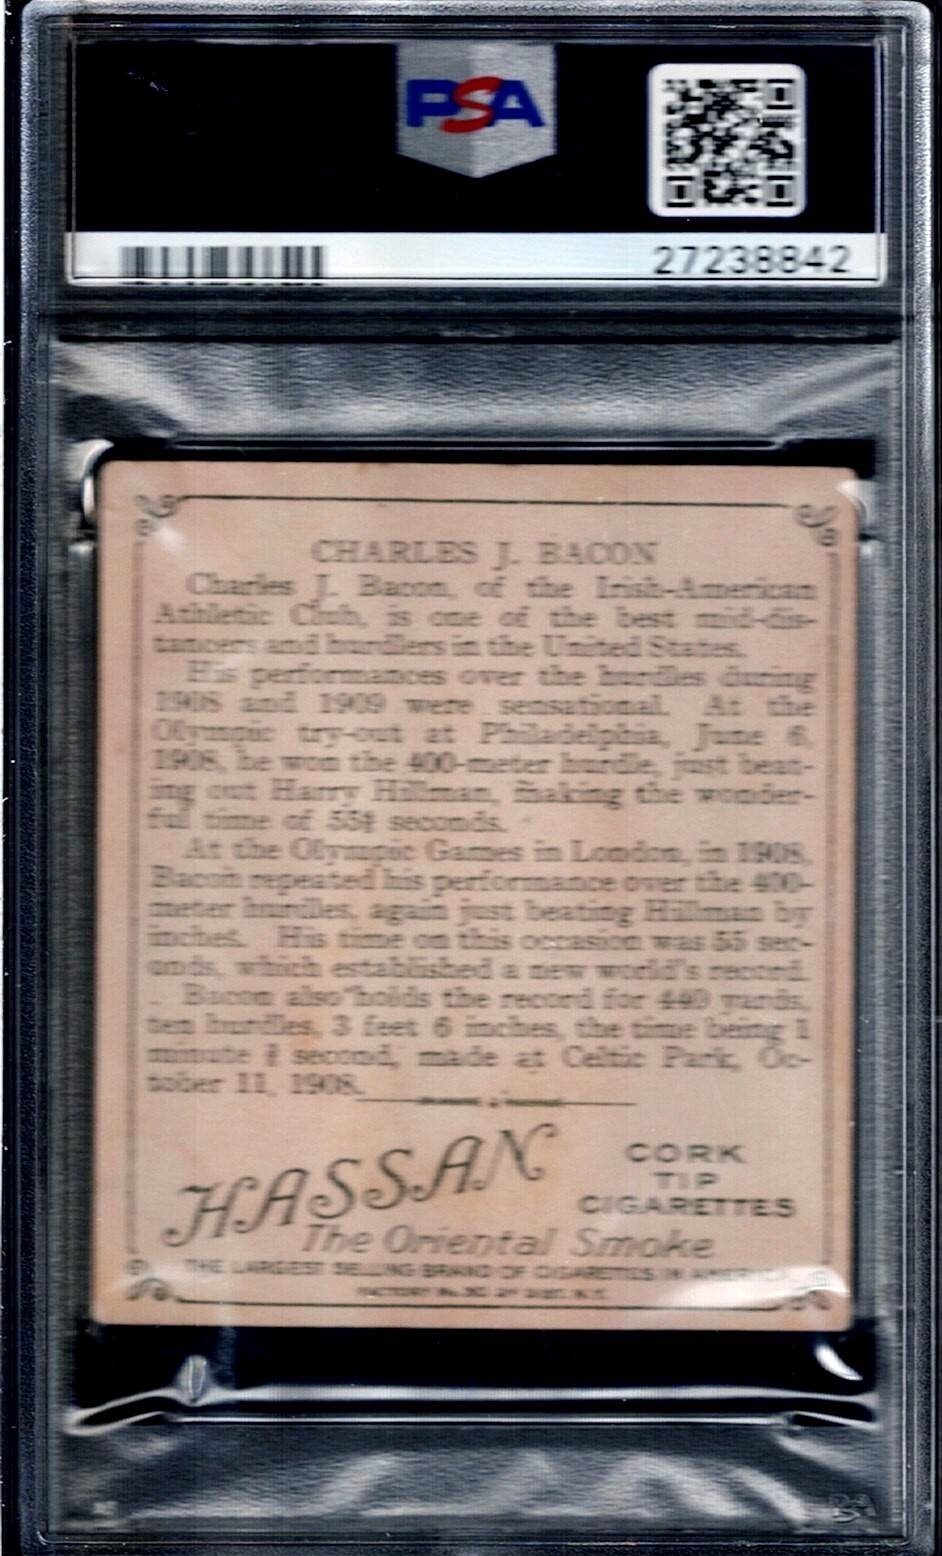 PSA
27238842
CHARLES J. BACON
Charles J. Bacon, of the Irish-American
Athletic Club, is one of the best mid-dis-
tancers and hurdlers in the United States.
His performances over the hurdles during
1908 and 1909 were sensational. At the
Olympic try-out at Philadelphia, June 6,
1908, he won the 400-meter hurdle, just beat-
ing out Harry Hillman, making the wonder-
ful time of seconds.
At the Olympic Games in London, in 1908,
Bacon repeated his performance over the 400-
meter hurdles, again just beating Hillman by
inches. His time on this occasion was 55 sec-
onds, which established a new world's record.
Bacon also holds the record for 440 yards,
ten hurdles, 3 feet 6 inches, the time being 1
minute second, made at Celtic Park, Oc-
tober 11, 1908.
HASSAN
CORK
TIP
CIGARETTES
The Oriental Smoke
THE LARGEST SELLING BRAND OF CIGARETTES IN AMERICA
FACTORY No. 30, 2nd DIST. N.Y.
PSA